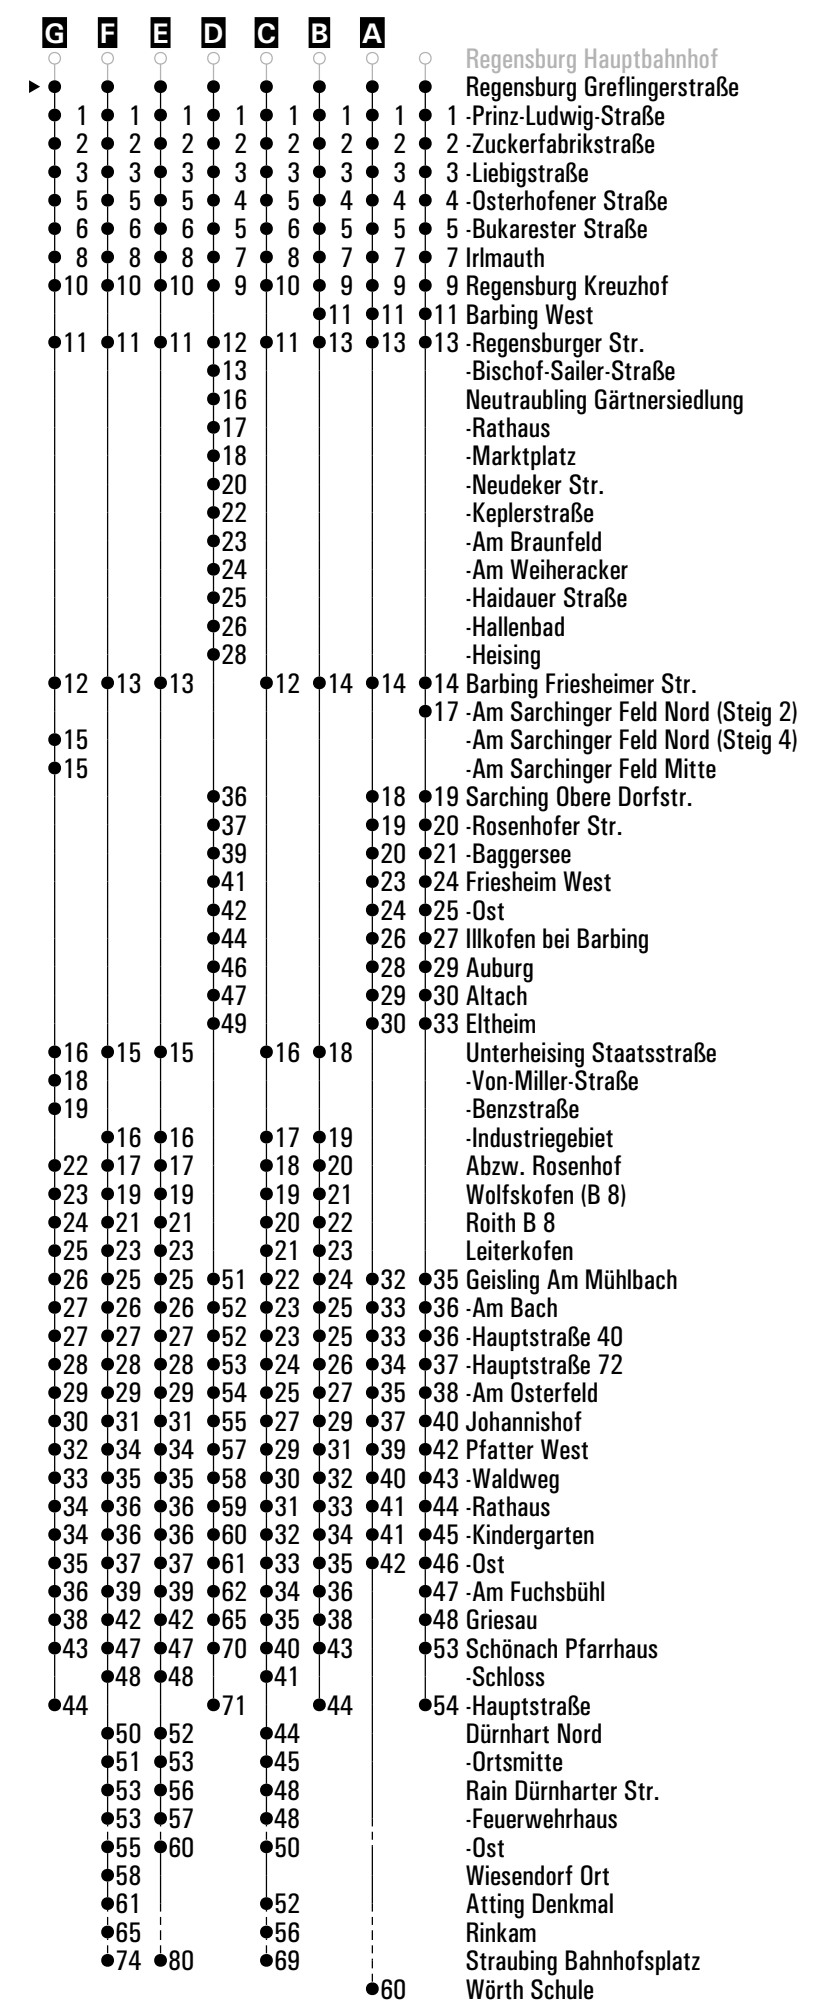 G F E D C B A
Regensburg Hauptbahnhof
Regensburg Greflingerstraße
1 1 1 1 1 1 1 1 -Prinz-Ludwig-Straße
2 2 2 2 2 2 2 2 -Zuckerfabrikstraße
3 3 3 3 3 3 3 3 -Liebigstraße
5 5 5 4 5 4 4 4 -Osterhofener Straße
6 6 6 5 6 5 5 5 -Bukarester Straße
8 8 8 7 8 7 7 7 Irlmauth
10 10 10 9 10 9 9 9 Regensburg Kreuzhof
11 11 11 Barbing West
11 11 11 12 11 13 13 13 -Regensburger Str.
13 -Bischof-Sailer-Straße
16 Neutraubling Gärtnersiedlung
17 -Rathaus
18 -Marktplatz
20 -Neudeker Str.
22 -Keplerstraße
23 -Am Braunfeld
24 -Am Weiheracker
25 -Haidauer Straße
26 -Hallenbad
28 -Heising
12 13 13 12 14 14 14 Barbing Friesheimer Str.
17 -Am Sarchinger Feld Nord (Steig 2)
15 -Am Sarchinger Feld Nord (Steig 4)
15 -Am Sarchinger Feld Mitte
36 18 19 Sarching Obere Dorfstr.
37 19 20 -Rosenhofer Str.
39 20 21 -Baggersee
41 23 24 Friesheim West
42 24 25 -Ost
44 26 27 Illkofen bei Barbing
46 28 29 Auburg
47 29 30 Altach
49 30 33 Eltheim
16 15 15 16 18 Unterheising Staatsstraße
18 -Von-Miller-Straße
19 -Benzstraße
16 16 17 19 -Industriegebiet
22 17 17 18 20 Abzw. Rosenhof
23 19 19 19 21 Wolfskofen (B 8)
24 21 21 20 22 Roith B 8
25 23 23 21 23 Leiterkofen
26 25 25 51 22 24 32 35 Geisling Am Mühlbach
27 26 26 52 23 25 33 36 -Am Bach
27 27 27 52 23 25 33 36 -Hauptstraße 40
28 28 28 53 24 26 34 37 -Hauptstraße 72
29 29 29 54 25 27 35 38 -Am Osterfeld
30 31 31 55 27 29 37 40 Johannishof
32 34 34 57 29 31 39 42 Pfatter West
33 35 35 58 30 32 40 43 -Waldweg
34 36 36 59 31 33 41 44 -Rathaus
34 36 36 60 32 34 41 45 -Kindergarten
35 37 37 61 33 35 42 46 -Ost
36 39 39 62 34 36 47 -Am Fuchsbühl
38 42 42 65 35 38 48 Griesau
43 47 47 70 40 43 53 Schönach Pfarrhaus
48 48 41 -Schloss
44 71 44 54 -Hauptstraße
50 52 44 Dürnhart Nord
51 53 45 -Ortsmitte
53 56 48 Rain Dürnharter Str.
53 57 48 -Feuerwehrhaus
55 60 50 -Ost
58 Wiesendorf Ort
61 52 Atting Denkmal
65 56 Rinkam
74 80 69 Straubing Bahnhofsplatz
60 Wörth Schule